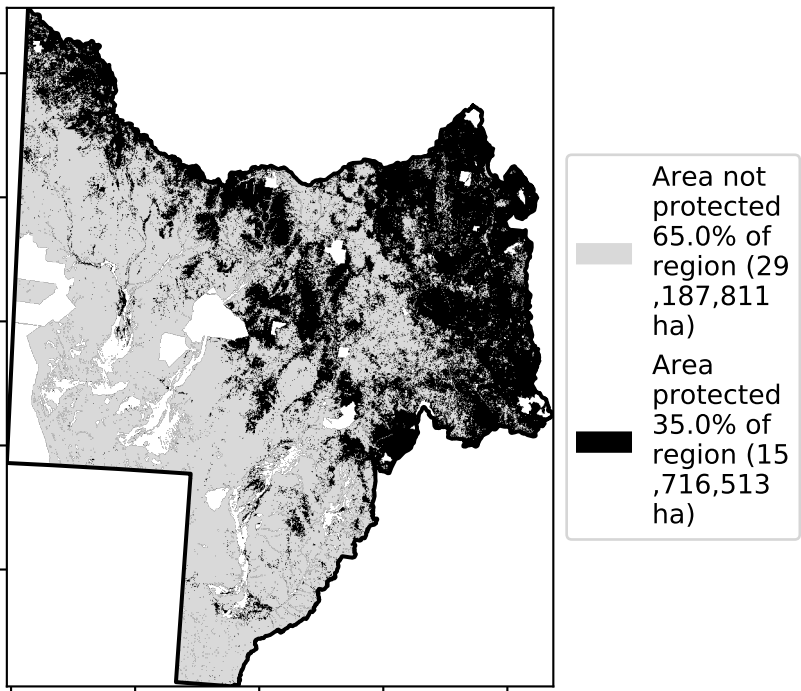 Area not
protected
65.0% of
region (29
,187,811
ha)
Area
protected
35.0% of
region (15
,716,513
ha)